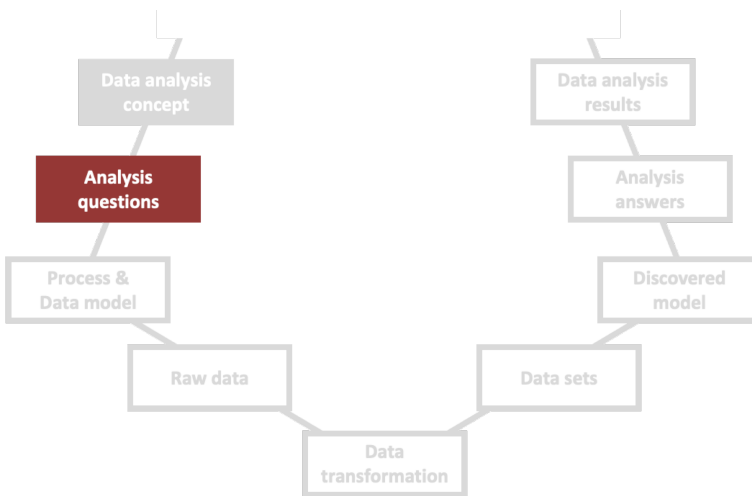 Data analysis
concept
Data analysis
results
Analysis
questions
Analysis
answers
Process &
Data model
Discovered
model
Raw data
Data sets
Data
transformation